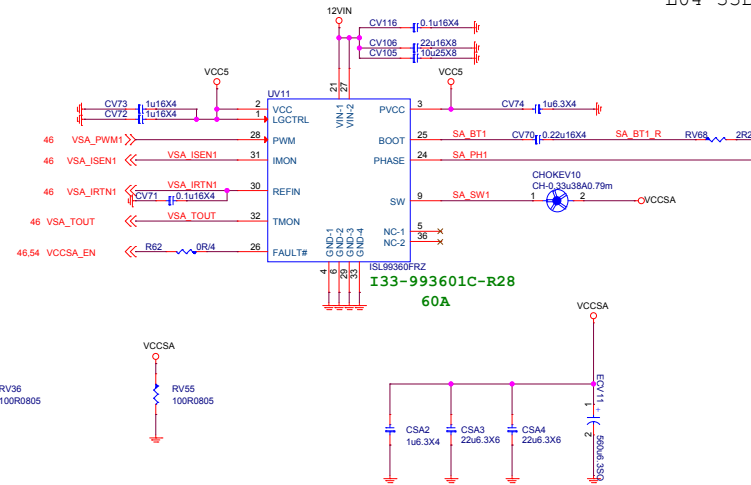 12VIN
CV116 0.1u16X4
CV106 22u16X8
CV105 10u25X8
VCC5
VCC5
UV11
21
27
CV73 1u16X4
CV72 1u16X4
2 VCC
1 LGCTRL
VIN-1
VIN-2
PVCC 3
CV74 1u6.3X4
46 VSA_PWM1 28 PWM
BOOT 25 SA_BT1 CV70 0.22u16X4 SA_BT1_R RV68 2R2
46 VSA_ISEN1 VSA_ISEN1 31 IMON
PHASE 24 SA_PH1
CHOKEV10
CH-0.33u38A0.79m
46 VSA_IRTN1 VSA_IRTN1 30 REFIN
CV71 0.1u16X4
SW 9 SA_SW1 1 2 VCCSA
46 VSA_TOUT VSA_TOUT 32 TMON
NC-1 5
NC-2 36
GND-1
GND-2
GND-3
GND-4
46,54 VCCSA_EN R62 0R/4 26 FAULT#
4
6
29
33
ISL99360FRZ
I33-993601C-R28
60A
VCCSA
VCCSA
RV36
100R0805
RV55
100R0805
ECV11
1
+
2
CSA2
1u6.3X4
CSA3
22u6.3X6
CSA4
22u6.3X6